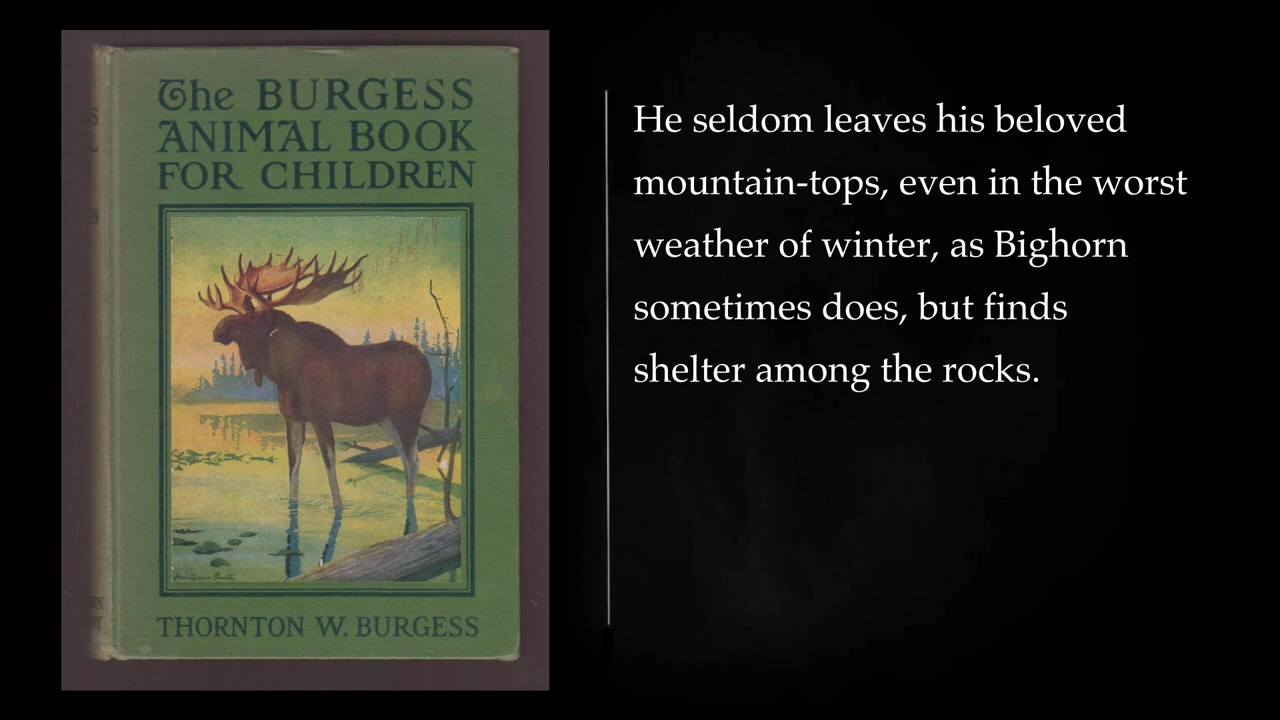 The BURGESS
ANIMAL BOOK
FOR CHILDREN
THORNTON W. BURGESS
He seldom leaves his beloved
mountain-tops, even in the worst
weather of winter, as Bighorn
sometimes does, but finds
shelter among the rocks.